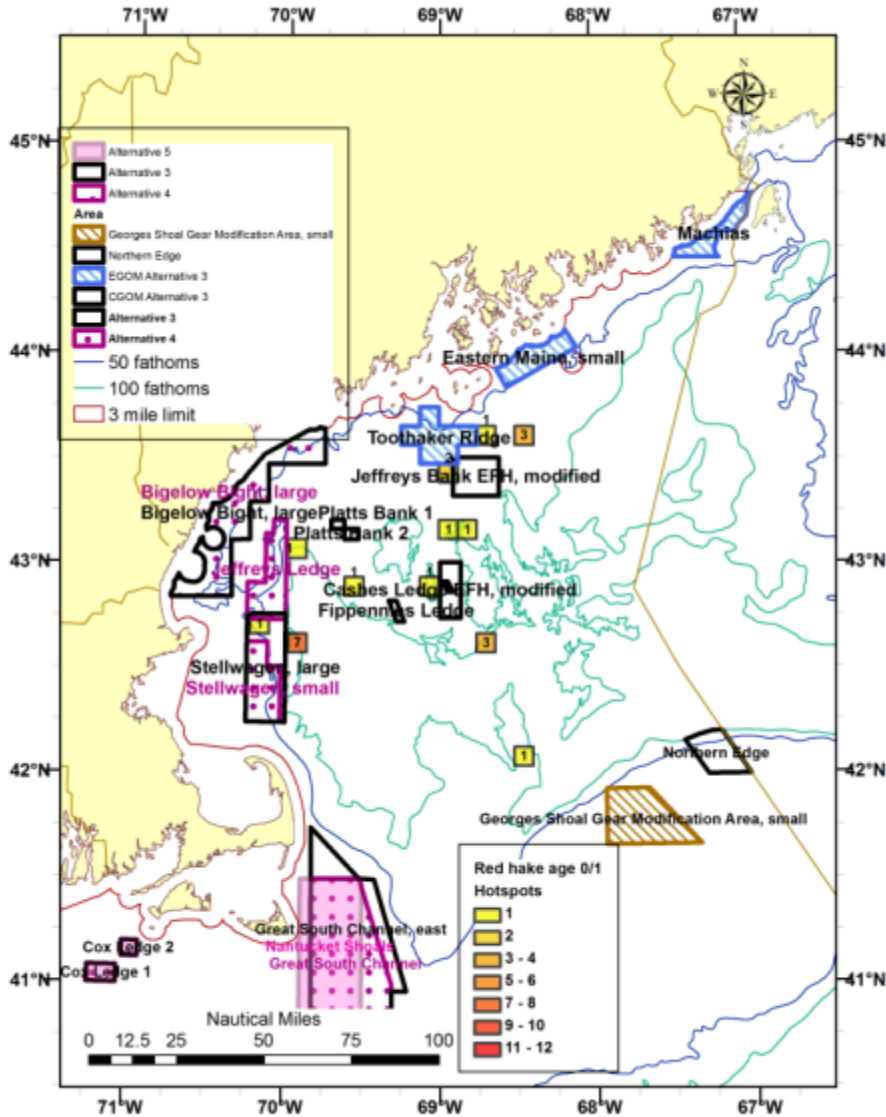 71°W 70°W 69°W 68°W 67°W
N
W E
S
45°N 45°N
Alternative 5
Alternative 3
Alternative 4
Area
Georges Shoal Gear Modification Area, small
Northern Edge
EGOM Alternative 3
CGOM Alternative 3
Alternative 3
Alternative 4
50 fathoms
100 fathoms
3 mile limit
Machias
44°N 44°N
Eastern Maine, small
1
Toothaker Ridge 3
Jeffreys Bank EFH, modified
Bigelow Bight, large
Bigelow Bight, large Platts Bank 1
Platts Bank 2
1 1
43°N 43°N
1
Jeffreys Ledge
1 1
Cashes Ledge EFH, modified
Fippennies Ledge
1
7 3
Stellwagen, large
Stellwagen, small
1
42°N 42°N
Northern Edge
Georges Shoal Gear Modification Area, small
Red hake age 0/1
Hotspots
1
2
3 - 4
5 - 6
7 - 8
9 - 10
11 - 12
Great South Channel, east
Nantucket Shoals
Great South Channel
Cox Ledge 2
Cox Ledge 1
41°N 41°N
Nautical Miles
0 12.5 25 50 75 100
71°W 70°W 69°W 68°W 67°W